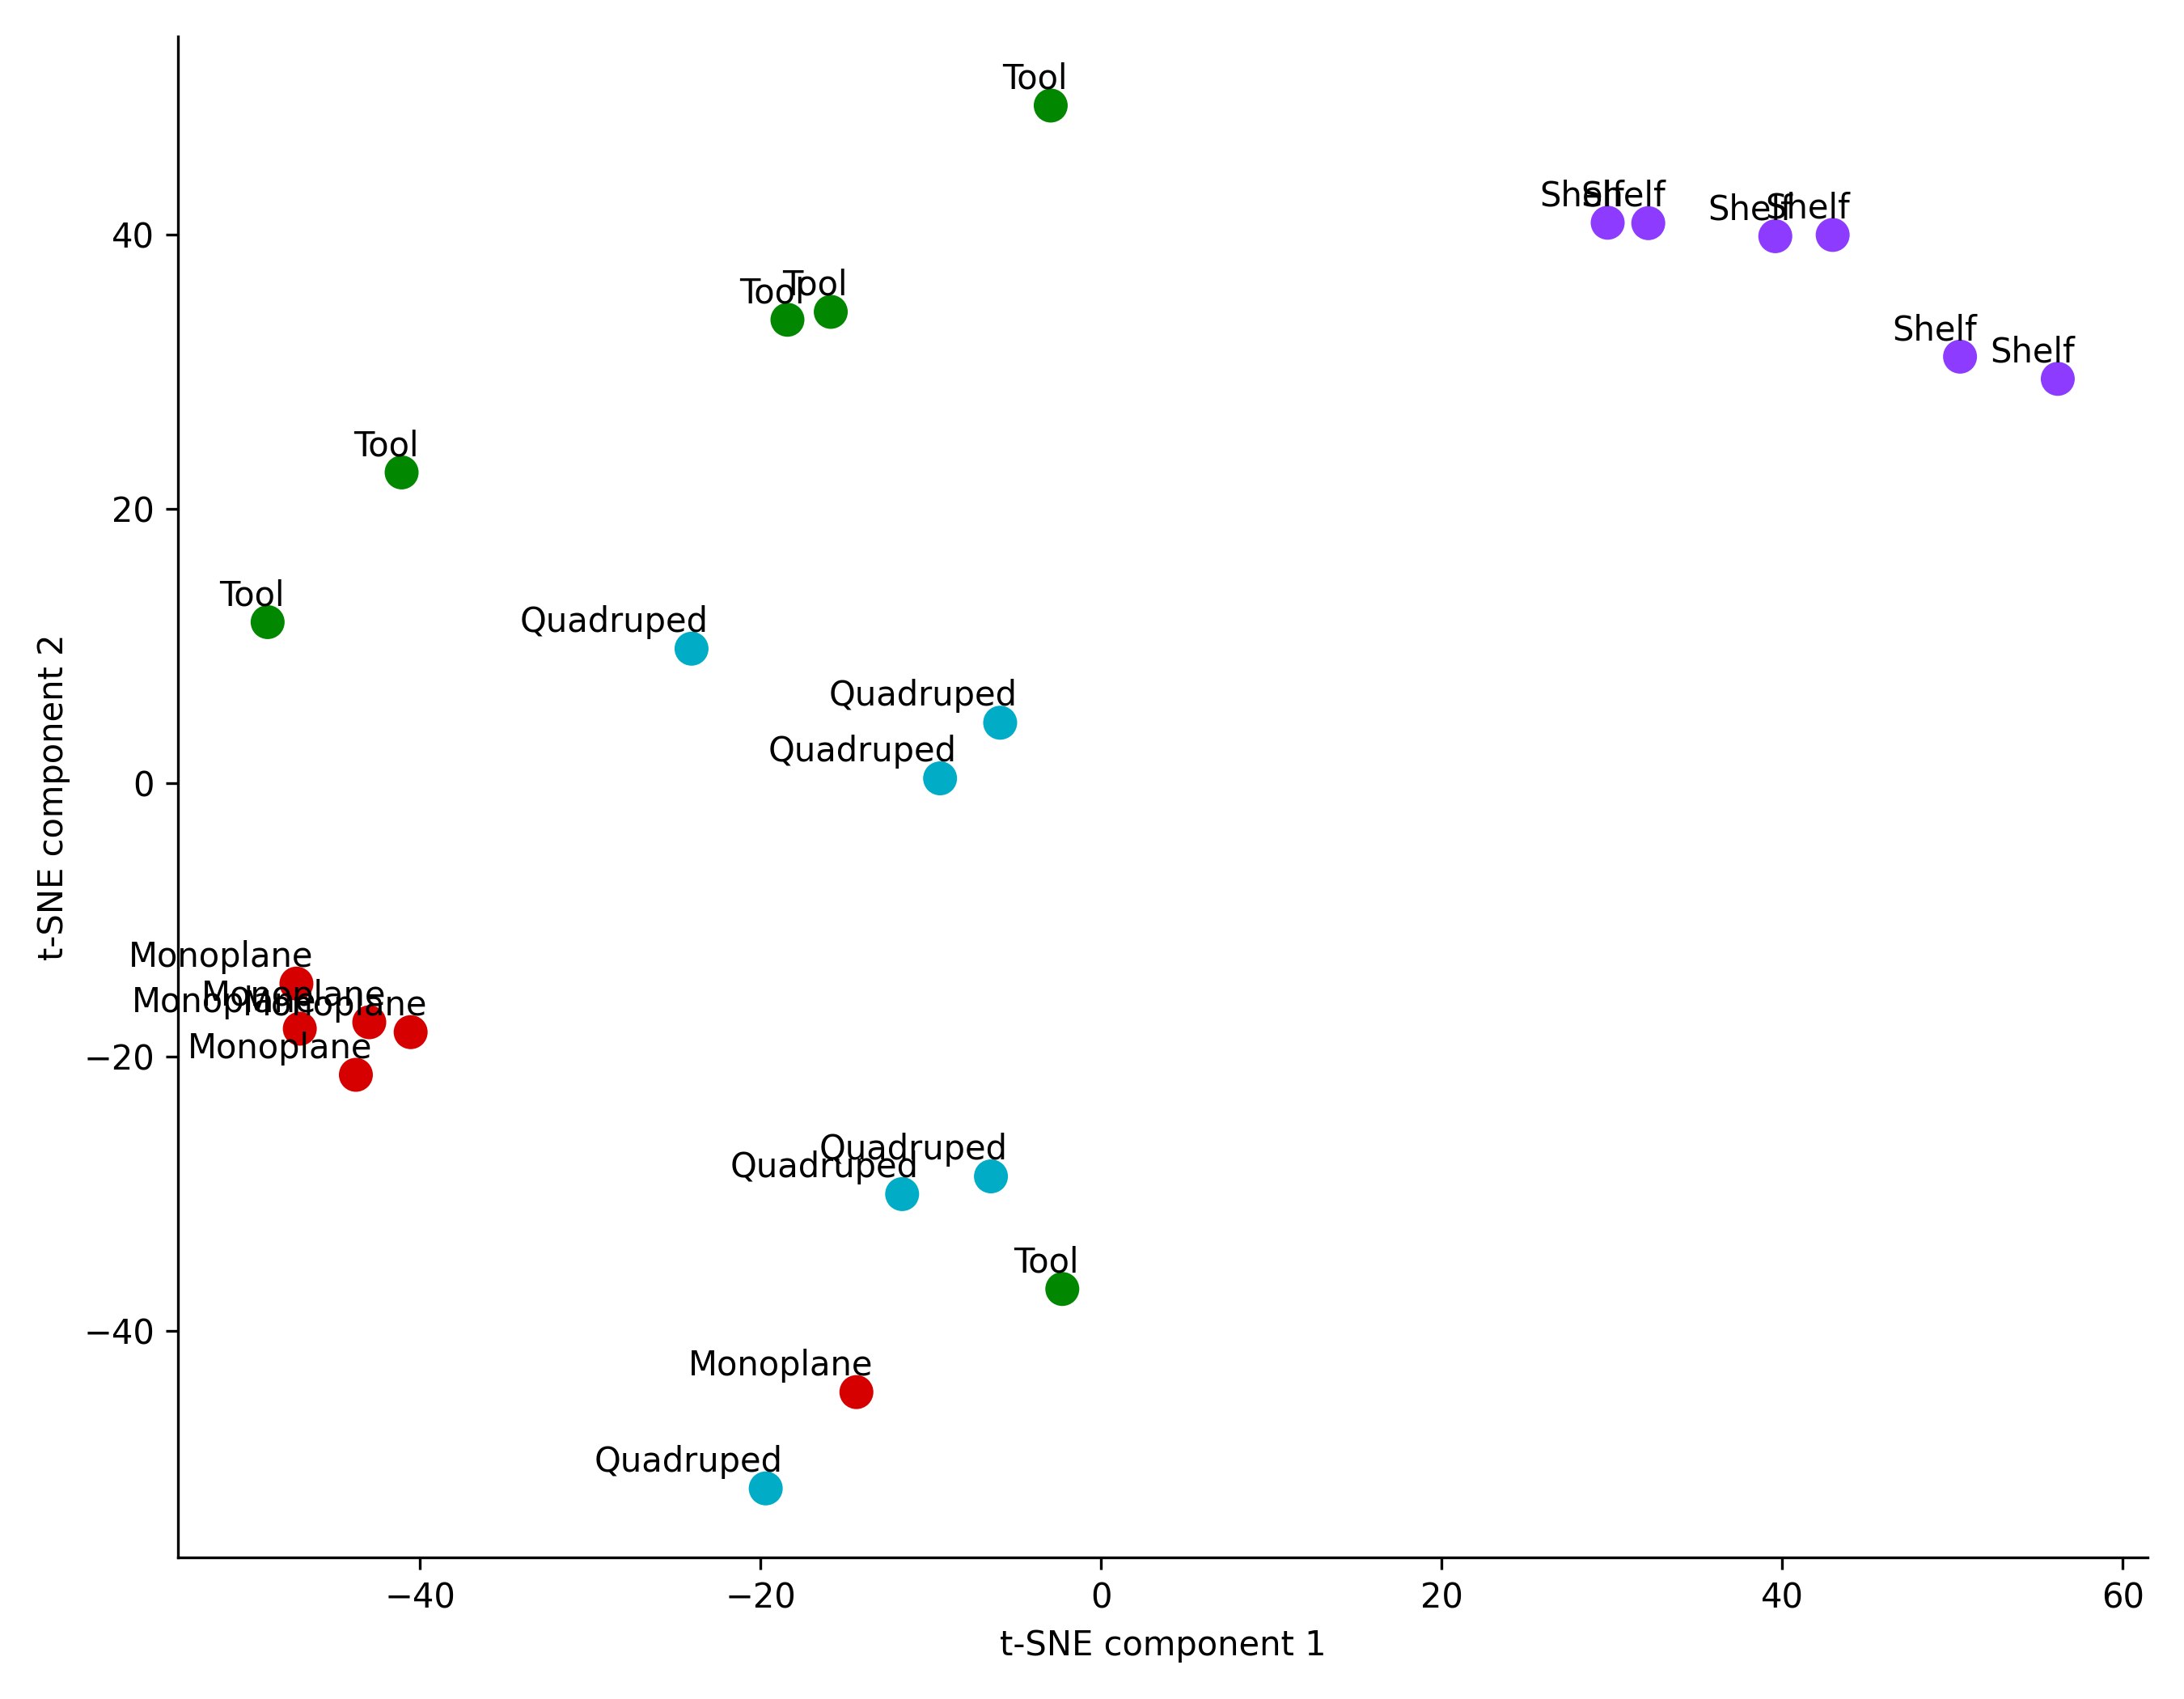 Tool
Shelf
Shelf
Shelf
Shelf
40
Tool
Tool
Shelf
Shelf
Tool
20
Tool
Quadruped
Quadruped
Quadruped
0
t-SNE component 2
Monoplane
Monoplane
Monoplane
Monoplane
Monoplane
−20
Quadruped
Quadruped
Tool
−40
Monoplane
Quadruped
−40
−20
0
20
40
60
t-SNE component 1